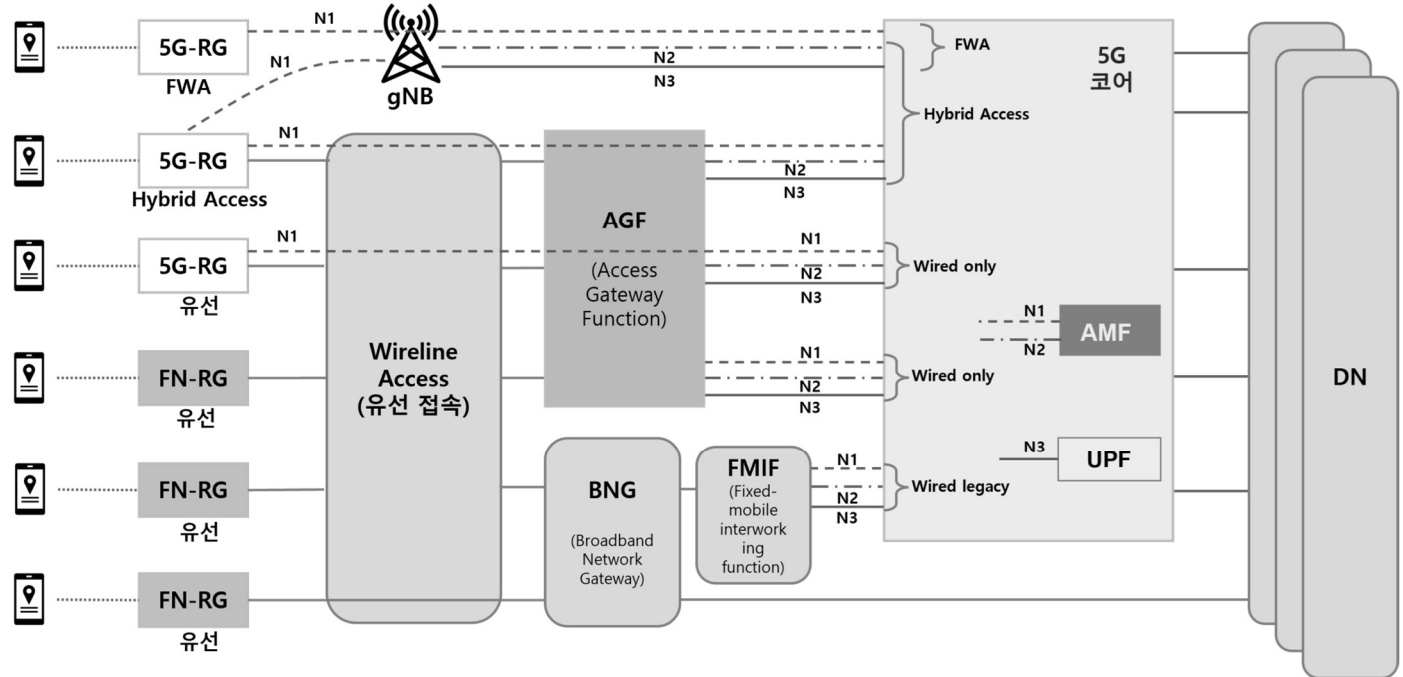 N1
5G-RG
FWA
N1
gNB
N2
N3
FWA
5G
코어
Hybrid Access
5G-RG
Hybrid Access
N1
N2
N3
AGF
(Access
Gateway
Function)
5G-RG
유선
N1
N1
N2
N3
Wired only
N1
N2
AMF
Wireline
Access
(유선 접속)
FN-RG
유선
N1
N2
N3
Wired only
DN
FN-RG
유선
BNG
(Broadband
Network
Gateway)
FMIF
(Fixed-
mobile
interwork
ing
function)
N1
N2
N3
Wired legacy
N3
UPF
FN-RG
유선